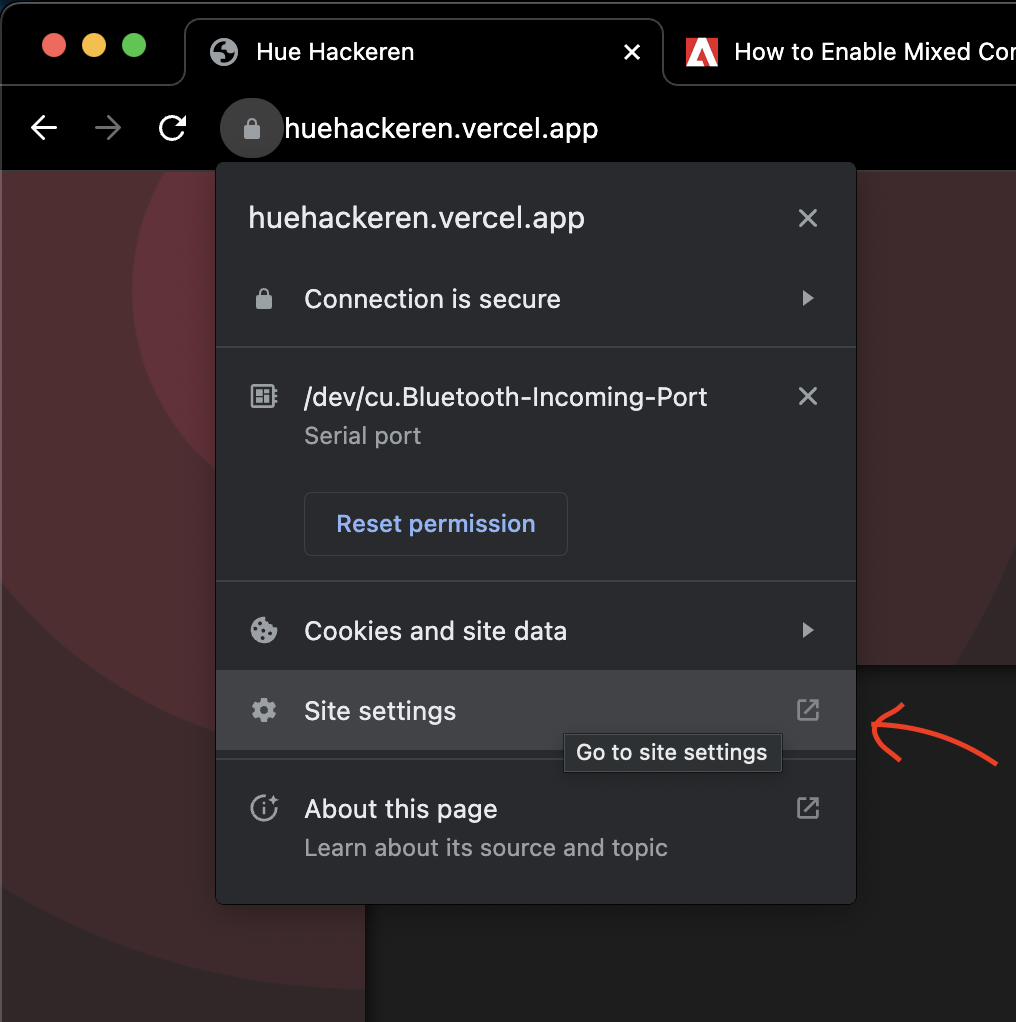 Hue Hackeren
How to Enable Mixed Con
huehackeren.vercel.app
huehackeren.vercel.app
Connection is secure
/dev/cu.Bluetooth-Incoming-Port
Serial port
Reset permission
Cookies and site data
Site settings
Go to site settings
About this page
Learn about its source and topic